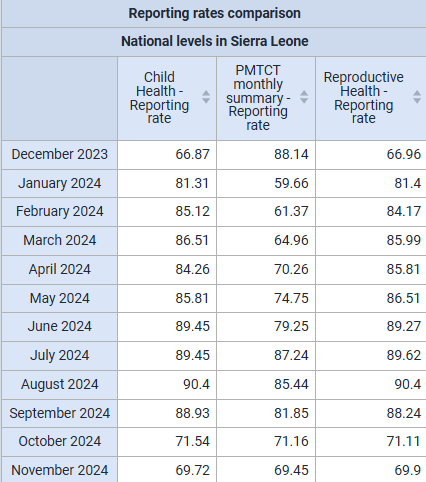 Reporting rates comparison
National levels in Sierra Leone
Child Health - Reporting rate PMTCT monthly summary - Reporting rate Reproductive Health - Reporting rate
December 2023 66.87 88.14 66.96
January 2024 81.31 59.66 81.4
February 2024 85.12 61.37 84.17
March 2024 86.51 64.96 85.99
April 2024 84.26 70.26 85.81
May 2024 85.81 74.75 86.51
June 2024 89.45 79.25 89.27
July 2024 89.45 87.24 89.62
August 2024 90.4 85.44 90.4
September 2024 88.93 81.85 88.24
October 2024 71.54 71.16 71.11
November 2024 69.72 69.45 69.9